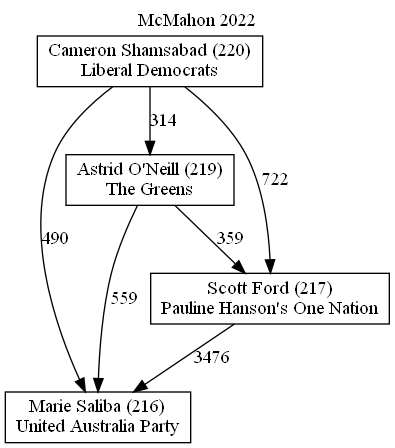 McMahon 2022
Cameron Shamsabad (220)
Liberal Democrats
314
Astrid O'Neill (219)
The Greens
722
490
359
559
Scott Ford (217)
Pauline Hanson's One Nation
3476
Marie Saliba (216)
United Australia Party